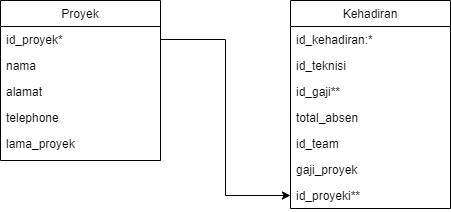 Proyek
id_proyek*
nama
alamat
telephone
lama_proyek
Kehadiran
id_kehadiran:*
id_teknisi
id_gaji**
total_absen
id_team
gaji_proyek
id_proyeki**